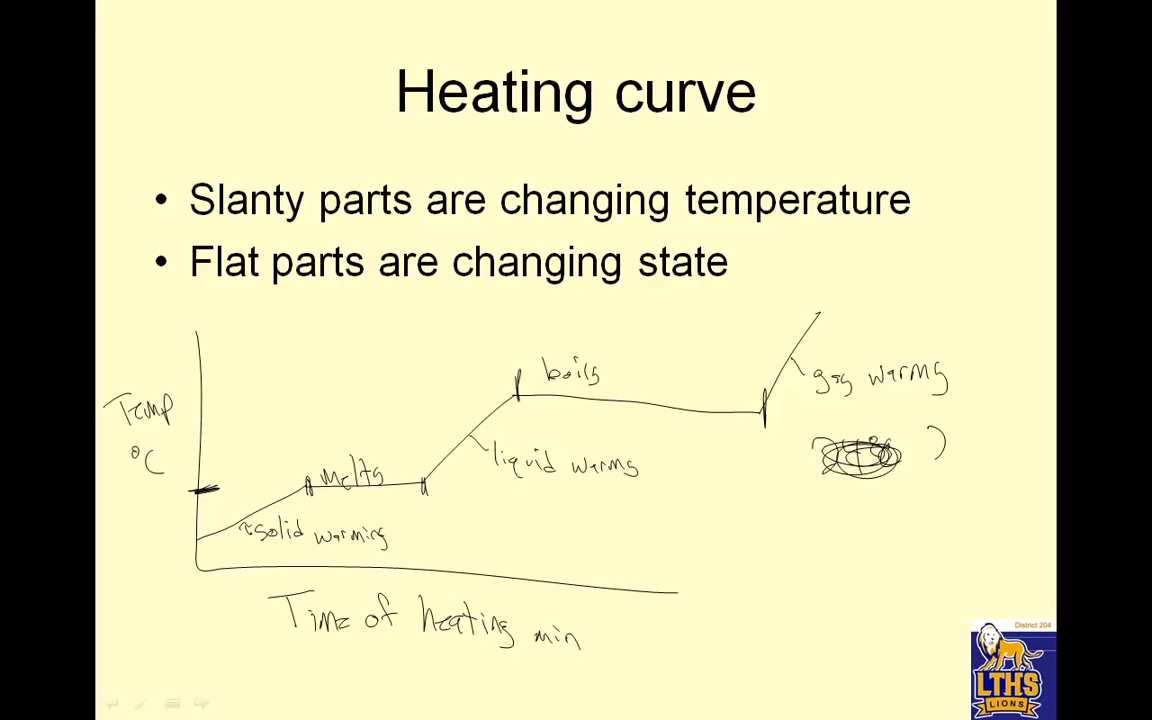 Heating curve
• Slanty parts are changing temperature
• Flat parts are changing state
boils
gas warms
Temp
°C
melts
liquid warms
solid warming
Time of heating min
District 204
LTHS
LIONS